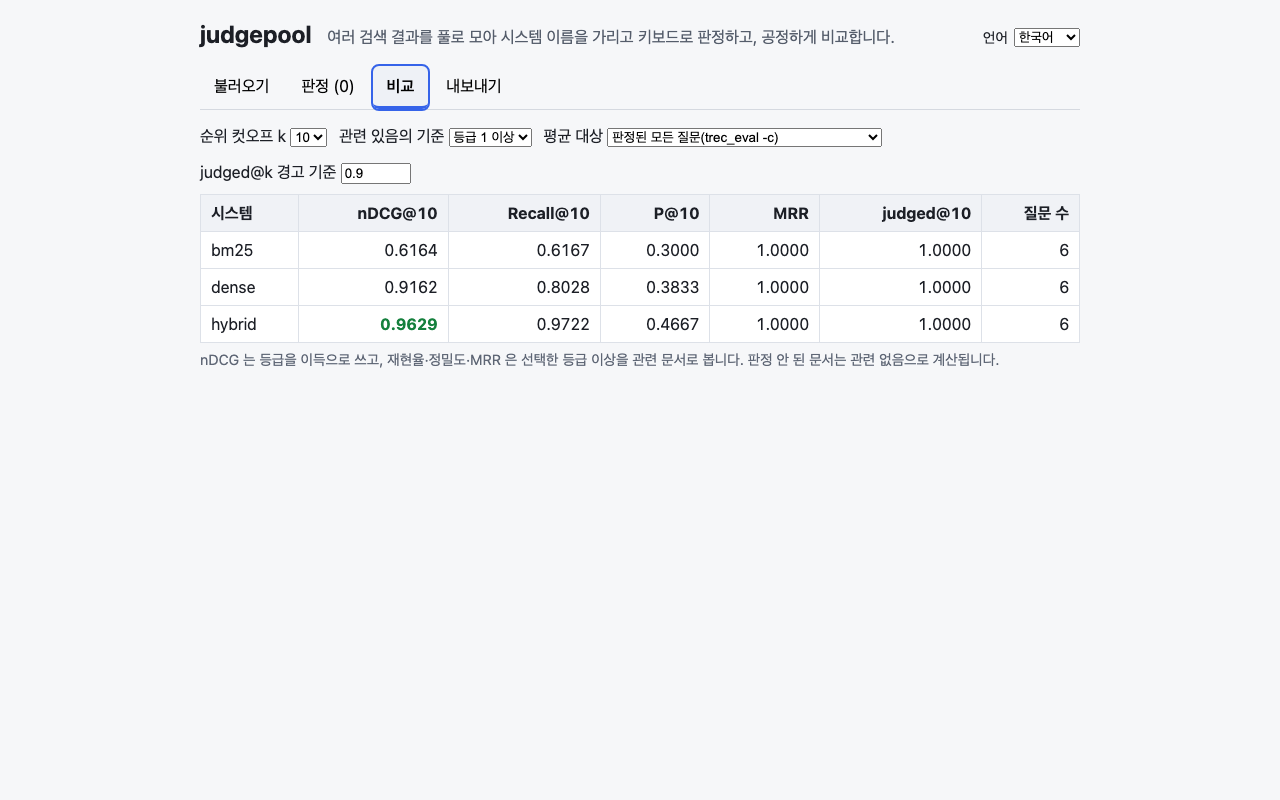 judgepool 여러 검색 결과를 풀로 모아 시스템 이름을 가리고 키보드로 판정하고, 공정하게 비교합니다. 언어 한국어
불러오기 판정 (0) 비교 내보내기
순위 컷오프 k 10 관련 있음의 기준 등급 1 이상 평균 대상 판정된 모든 질문(trec_eval -c)
judged@k 경고 기준 0.9
시스템 nDCG@10 Recall@10 P@10 MRR judged@10 질문 수
bm25 0.6164 0.6167 0.3000 1.0000 1.0000 6
dense 0.9162 0.8028 0.3833 1.0000 1.0000 6
hybrid 0.9629 0.9722 0.4667 1.0000 1.0000 6
nDCG 는 등급을 이득으로 쓰고, 재현율·정밀도·MRR 은 선택한 등급 이상을 관련 문서로 봅니다. 판정 안 된 문서는 관련 없음으로 계산됩니다.